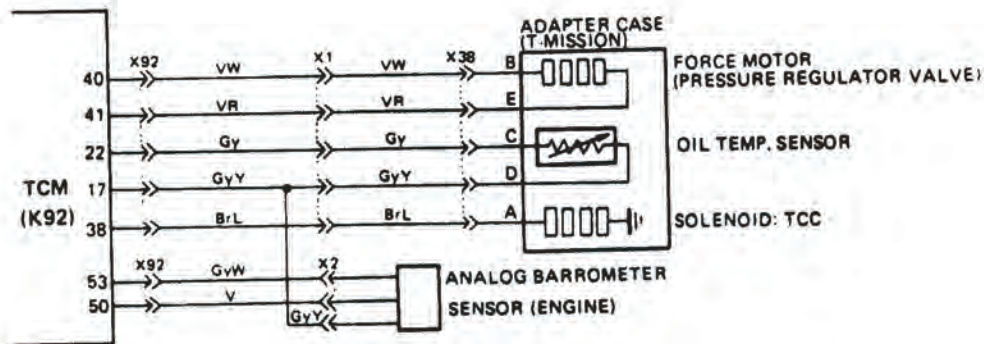 ADAPTER CASE
(T-MISSION)
X92 X1 X38
40 VW VW B FORCE MOTOR
(PRESSURE REGULATOR VALVE)
41 VR VR E
22 Gy Gy C OIL TEMP. SENSOR
TCM 17 GyY GyY D
(K92) 38 BrL BrL A SOLENOID: TCC
X92 X2
53 GyW ANALOG BARROMETER
50 V SENSOR (ENGINE)
GyY